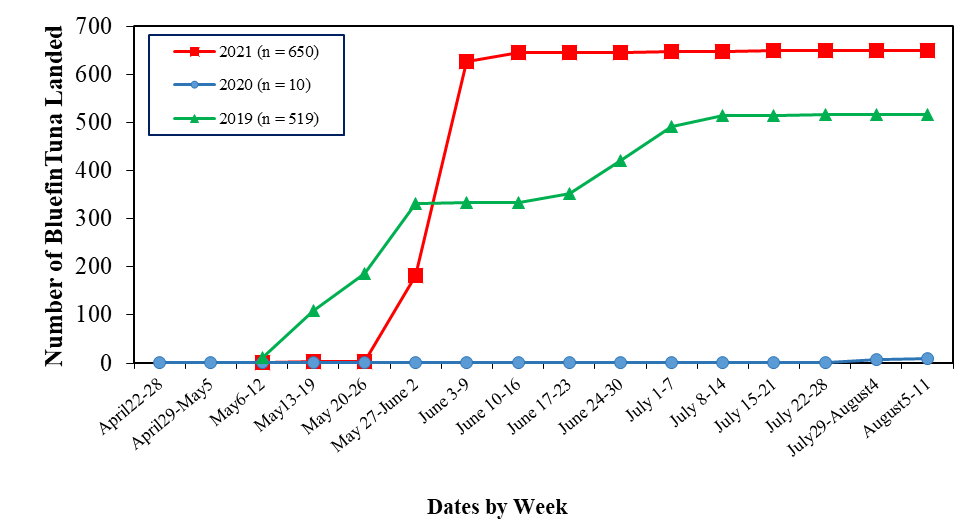 700
600
500
400
300
200
100
0
Number of BluefinTuna Landed
2021 (n = 650)
2020 (n = 10)
2019 (n = 519)
April22-28
April29-May5
May6-12
May13-19
May 20-26
May 27-June 2
June 3-9
June 10-16
June 17-23
June 24-30
July 1-7
July 8-14
July 15-21
July 22-28
July29-August4
August5-11
Dates by Week